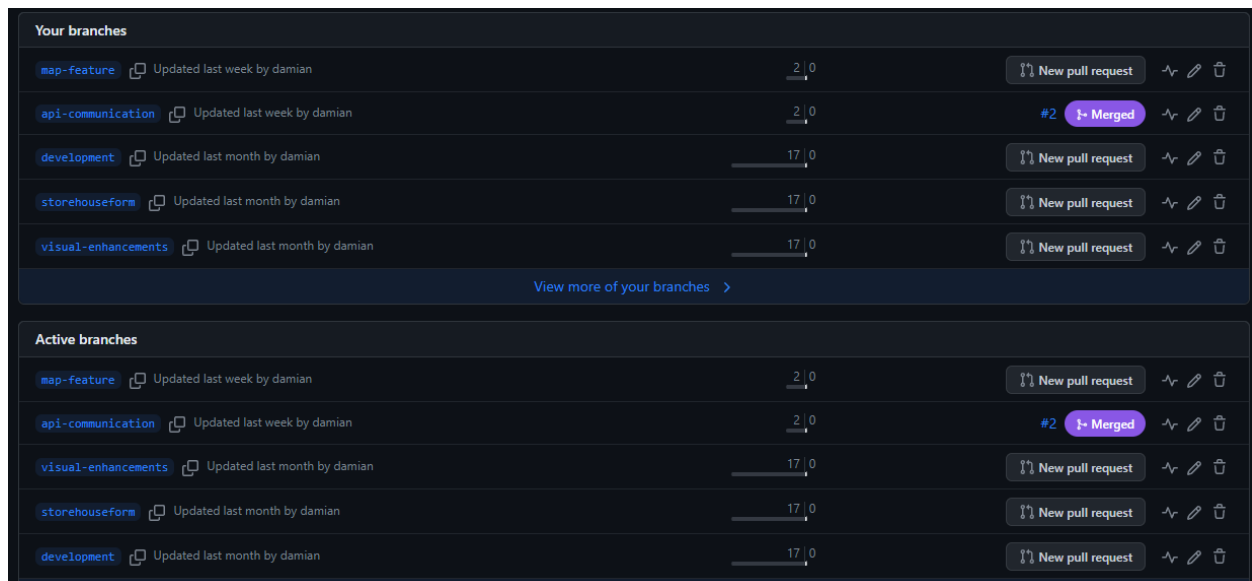 Your branches
map-feature Updated last week by damian 2 0 New pull request
api-communication Updated last week by damian 2 0 #2 Merged
development Updated last month by damian 17 0 New pull request
storehouseform Updated last month by damian 17 0 New pull request
visual-enhancements Updated last month by damian 17 0 New pull request
View more of your branches
Active branches
map-feature Updated last week by damian 2 0 New pull request
api-communication Updated last week by damian 2 0 #2 Merged
visual-enhancements Updated last month by damian 17 0 New pull request
storehouseform Updated last month by damian 17 0 New pull request
development Updated last month by damian 17 0 New pull request